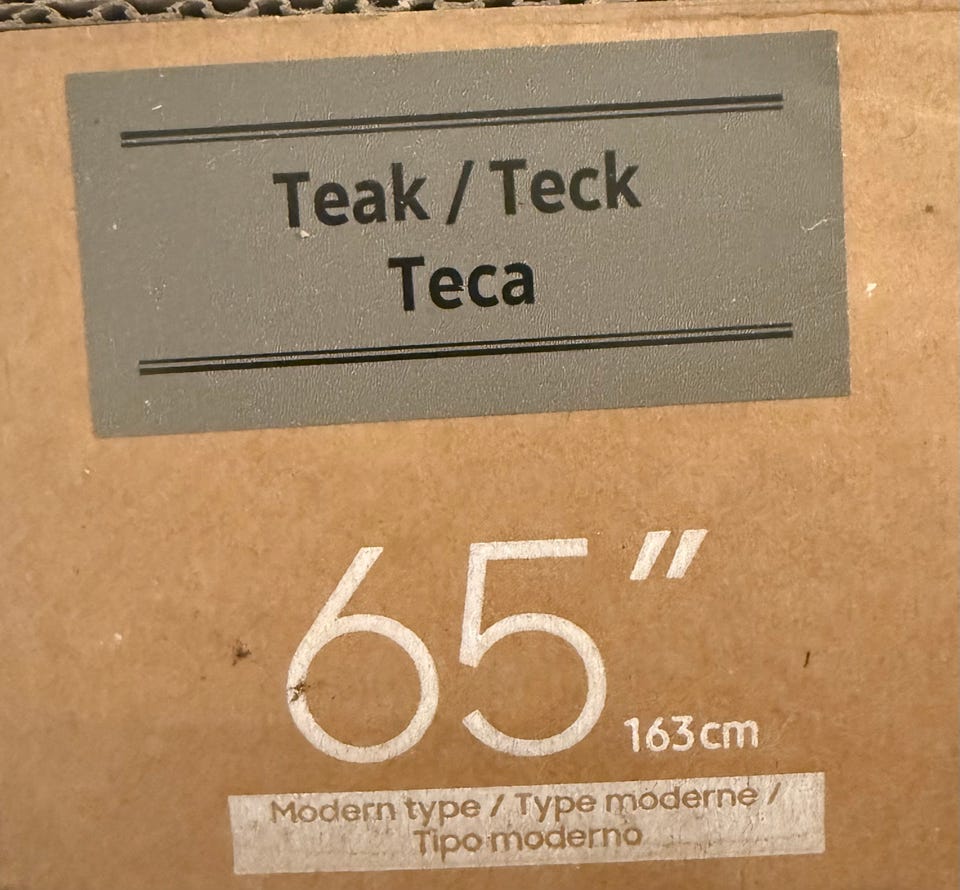 Teak / Teck
Teca
65"
163cm
Modern type / Type moderne /
Tipo moderno